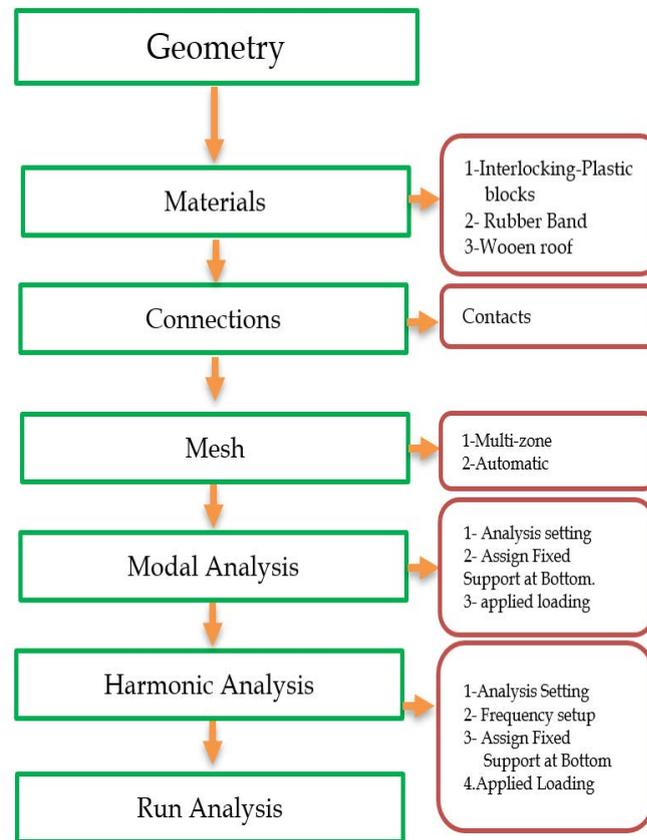 Geometry
Materials
1-Interlocking-Plastic
blocks
2- Rubber Band
3-Wooen roof
Connections
Contacts
Mesh
1-Multi-zone
2-Automatic
Modal Analysis
1- Analysis setting
2- Assign Fixed
Support at Bottom.
3- applied loading
Harmonic Analysis
1-Analysis Setting
2- Frequency setup
3- Assign Fixed
Support at Bottom
4.Applied Loading
Run Analysis